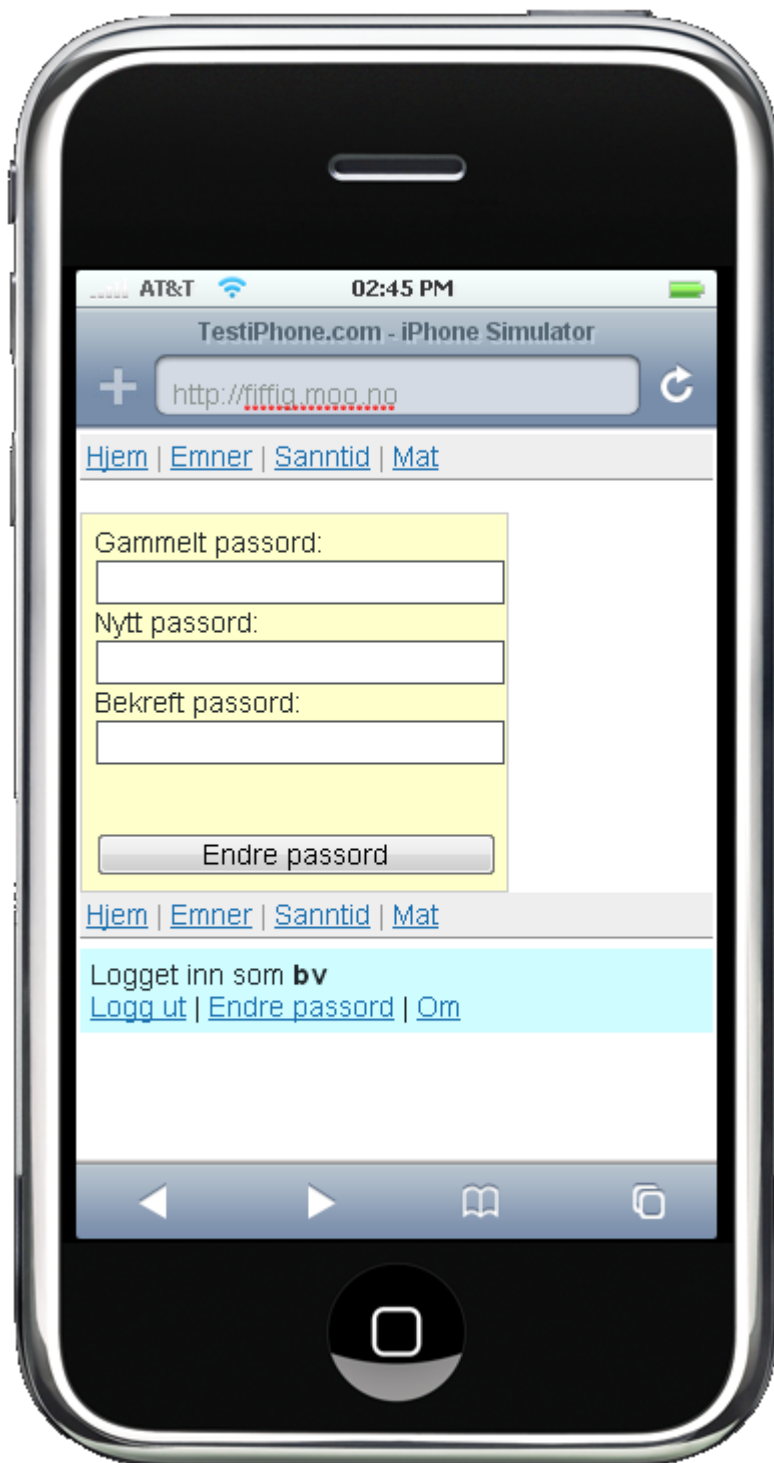 AT&T 02:45 PM
TestiPhone.com - iPhone Simulator
http://fiffig.moo.no
Hjem | Emner | Sanntid | Mat
Gammelt passord:
Nytt passord:
Bekreft passord:
Endre passord
Hjem | Emner | Sanntid | Mat
Logget inn som bv
Logg ut | Endre passord | Om